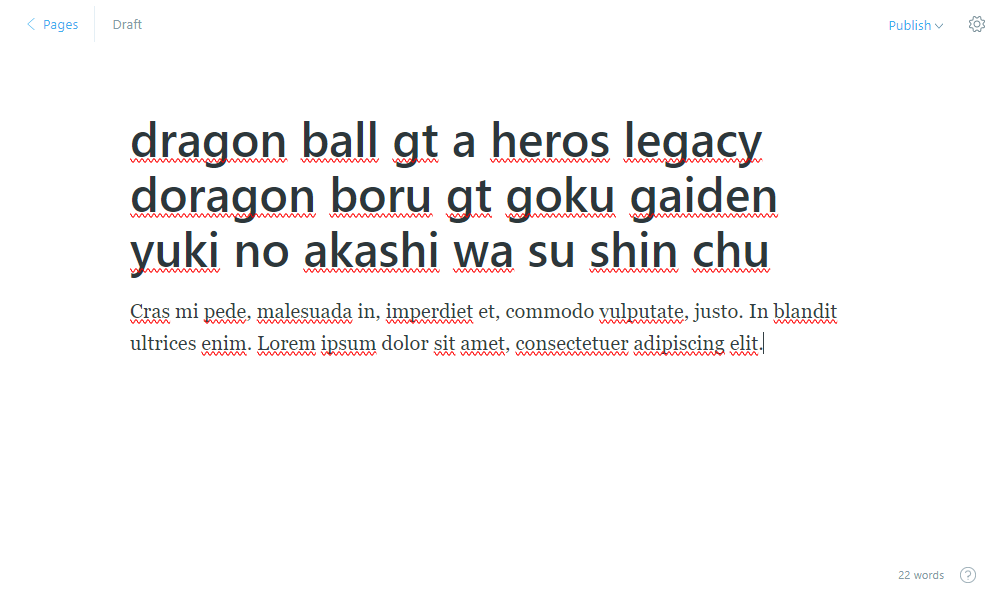 Pages
Draft
Publish
dragon ball gt a heros legacy
doragon boru gt goku gaiden
yuki no akashi wa su shin chu
Cras mi pede, malesuada in, imperdiet et, commodo vulputate, justo. In blandit
ultrices enim. Lorem ipsum dolor sit amet, consectetuer adipiscing elit.
22 words
?